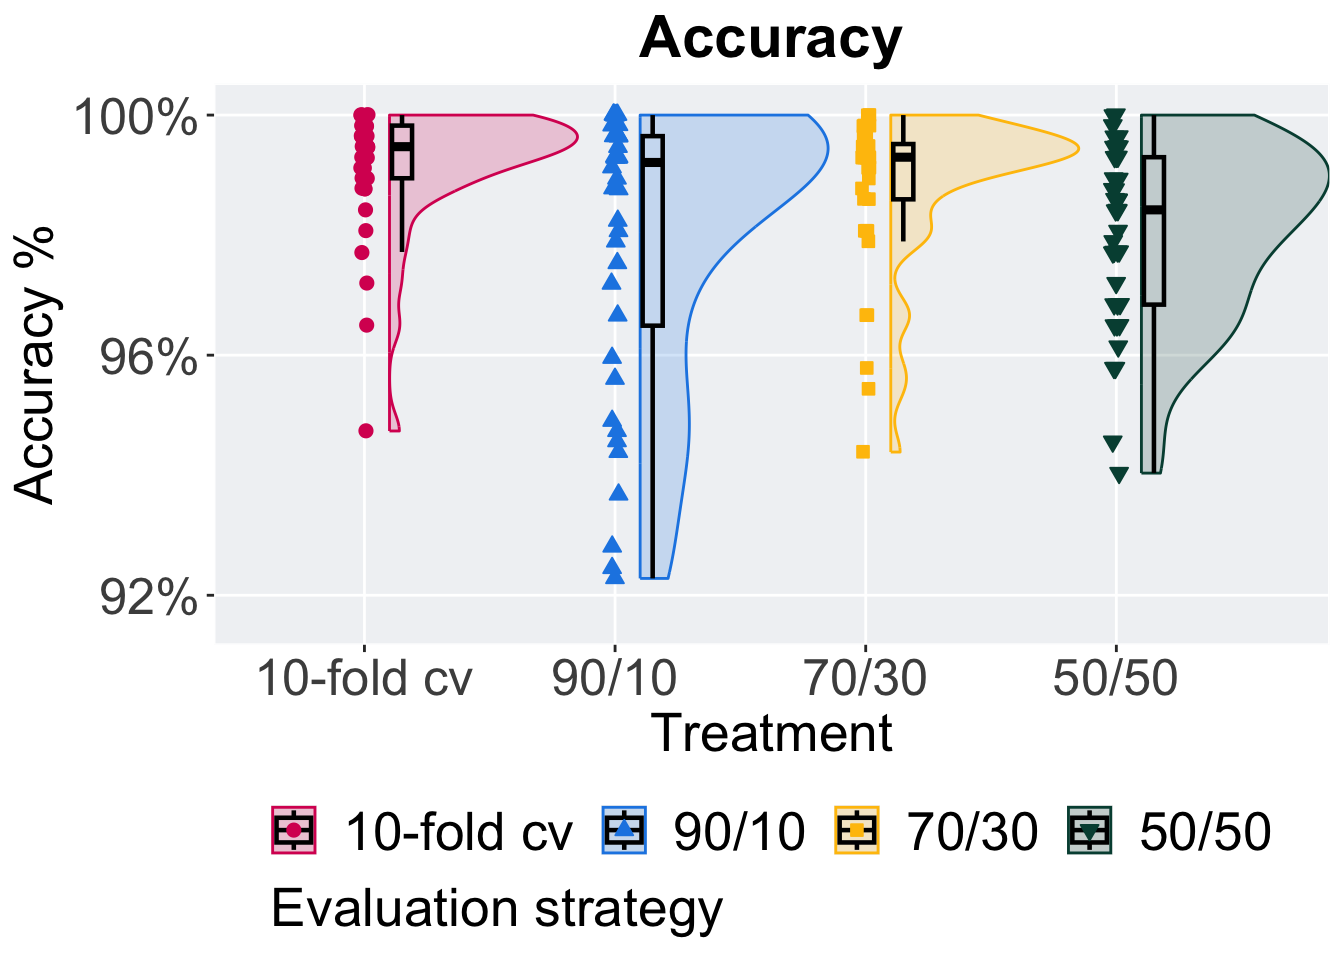 Accuracy
Accuracy %
100%
96%
92%
10-fold cv 90/10 70/30 50/50
Treatment
10-fold cv 90/10 70/30 50/50
Evaluation strategy